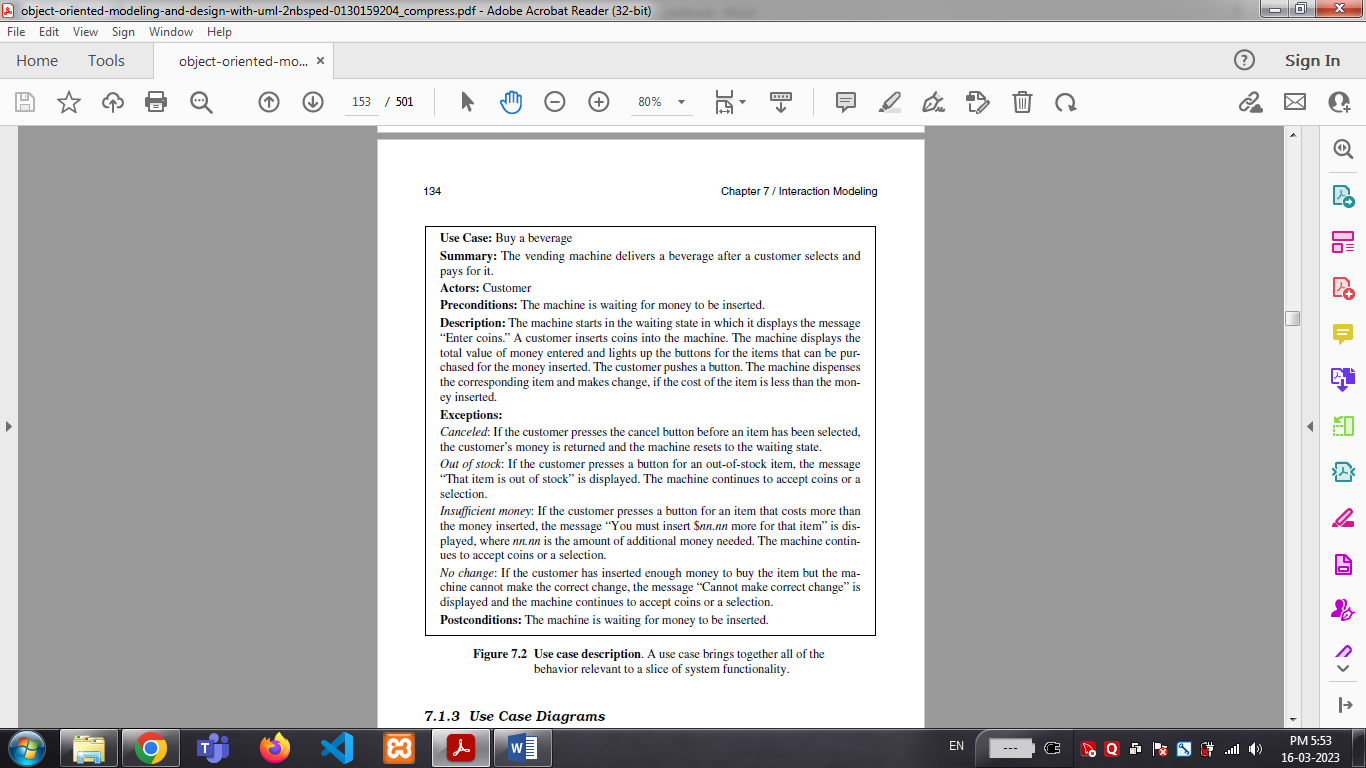 object-oriented-modeling-and-design-with-uml-2nbsped-0130159204_compress.pdf - Adobe Acrobat Reader (32-bit)
File Edit View Sign Window Help
Home Tools object-oriented-mo... × ? Sign In
153 / 501 80%
134 Chapter 7 / Interaction Modeling
Use Case: Buy a beverage
Summary: The vending machine delivers a beverage after a customer selects and
pays for it.
Actors: Customer
Preconditions: The machine is waiting for money to be inserted.
Description: The machine starts in the waiting state in which it displays the message
“Enter coins.” A customer inserts coins into the machine. The machine displays the
total value of money entered and lights up the buttons for the items that can be pur-
chased for the money inserted. The customer pushes a button. The machine dispenses
the corresponding item and makes change, if the cost of the item is less than the mon-
ey inserted.
Exceptions:
Canceled: If the customer presses the cancel button before an item has been selected,
the customer’s money is returned and the machine resets to the waiting state.
Out of stock: If the customer presses a button for an out-of-stock item, the message
“That item is out of stock” is displayed. The machine continues to accept coins or a
selection.
Insufficient money: If the customer presses a button for an item that costs more than
the money inserted, the message “You must insert $nn.nn more for that item” is dis-
played, where nn.nn is the amount of additional money needed. The machine contin-
ues to accept coins or a selection.
No change: If the customer has inserted enough money to buy the item but the ma-
chine cannot make the correct change, the message “Cannot make correct change” is
displayed and the machine continues to accept coins or a selection.
Postconditions: The machine is waiting for money to be inserted.
Figure 7.2 Use case description. A use case brings together all of the
behavior relevant to a slice of system functionality.
7.1.3 Use Case Diagrams
EN --- PM 5:53
16-03-2023